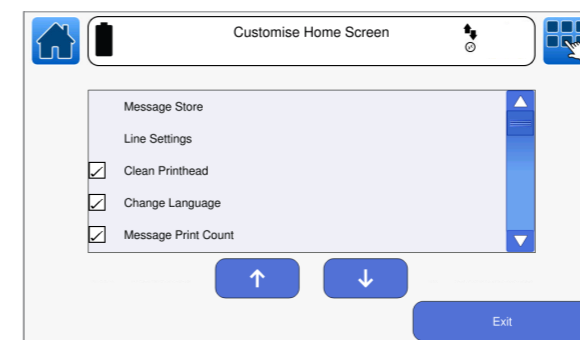 Customise Home Screen
Message Store
Line Settings
Clean Printhead
Change Language
Message Print Count
Exit